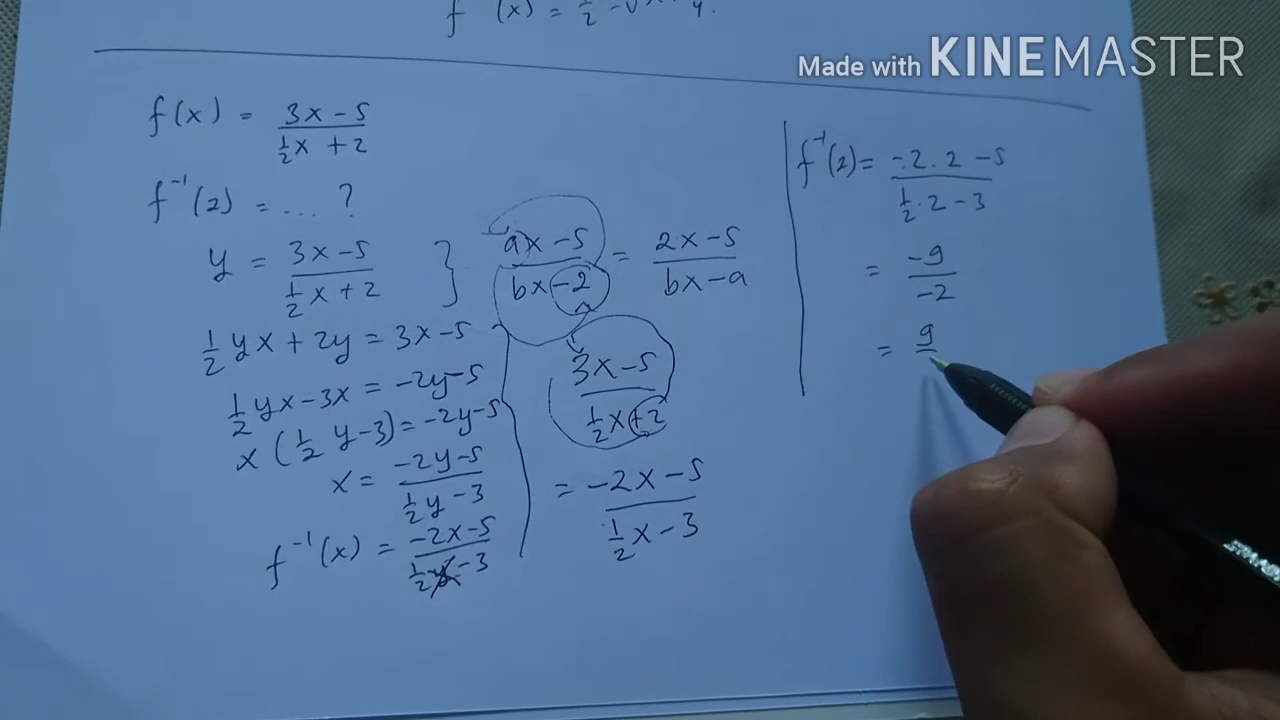 f (x) = 1/2 - √x
Made with KINEMASTER
f(x) = (3x - 5)/(1/2x + 2)
f⁻¹(2) = ... ?
y = (3x - 5)/(1/2x + 2) }
1/2yx + 2y = 3x - 5
1/2yx - 3x = -2y - 5
x (1/2y - 3) = -2y - 5
x = (-2y - 5)/(1/2y - 3)
f⁻¹(x) = (-2x - 5)/(1/2x - 3)
(ax - 5)/(bx - 2) = (2x - 5)/(bx - a)
(3x - 5)/(1/2x + 2)
= (-2x - 5)/(1/2x - 3)
f⁻¹(2) = (-2.2 - 5)/(1/2.2 - 3)
= -9/-2
= 9/